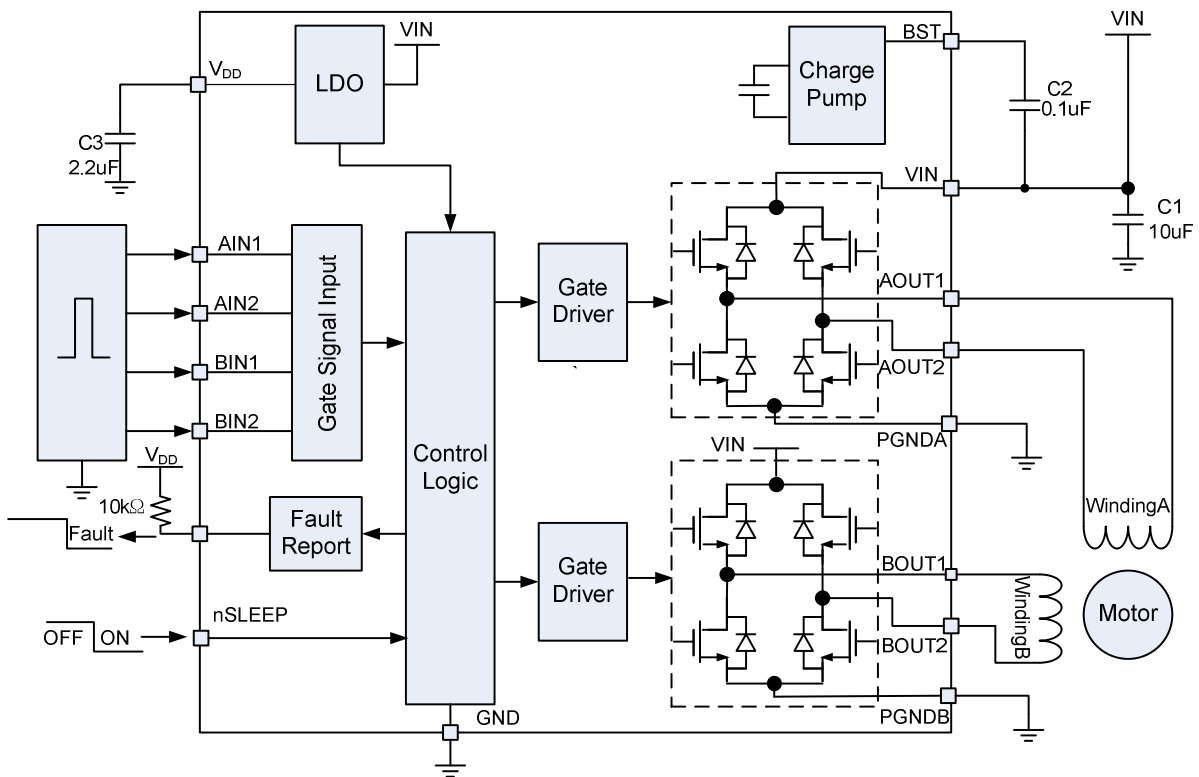 VIN
BST
VIN
VDD
LDO
Charge
Pump
C2
0.1uF
C3
2.2uF
VIN
C1
10uF
AIN1
AIN2
BIN1
BIN2
Gate Signal Input
Gate
Driver
AOUT1
AOUT2
PGNDA
Control
Logic
VIN
VDD
10kΩ
Fault
Fault
Report
WindingA
Gate
Driver
BOUT1
BOUT2
WindingB
Motor
nSLEEP
OFF
ON
GND
PGNDB